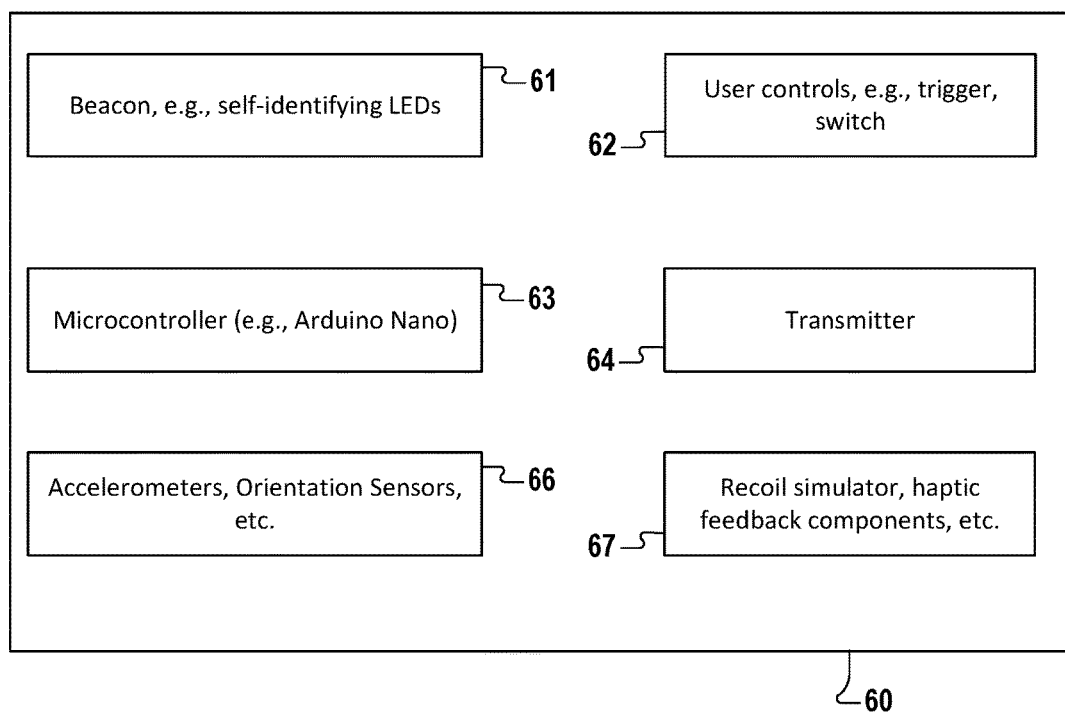 Beacon, e.g., self-identifying LEDs
61
User controls, e.g., trigger,
switch
62
Microcontroller (e.g., Arduino Nano)
63
Transmitter
64
Accelerometers, Orientation Sensors,
etc.
66
Recoil simulator, haptic
feedback components, etc.
67
60